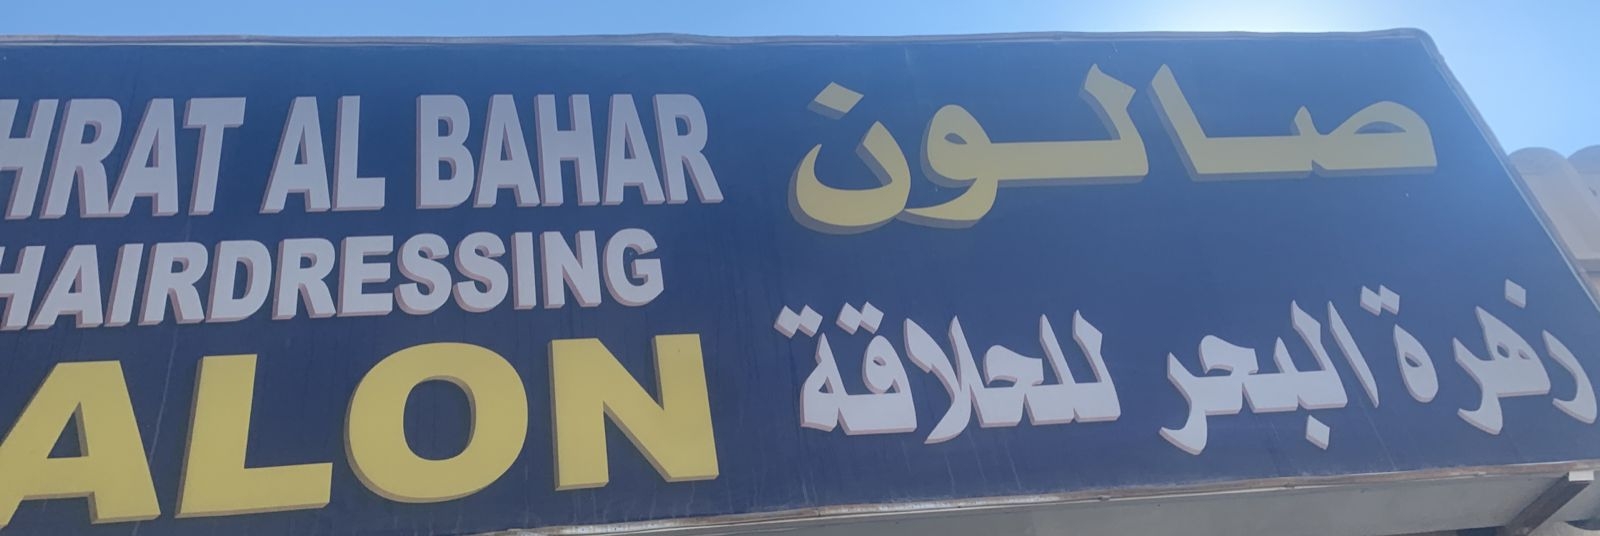 HRAT AL BAHAR
HAIRDRESSING
ALON
صالون
زهرة البحر للحلاقة